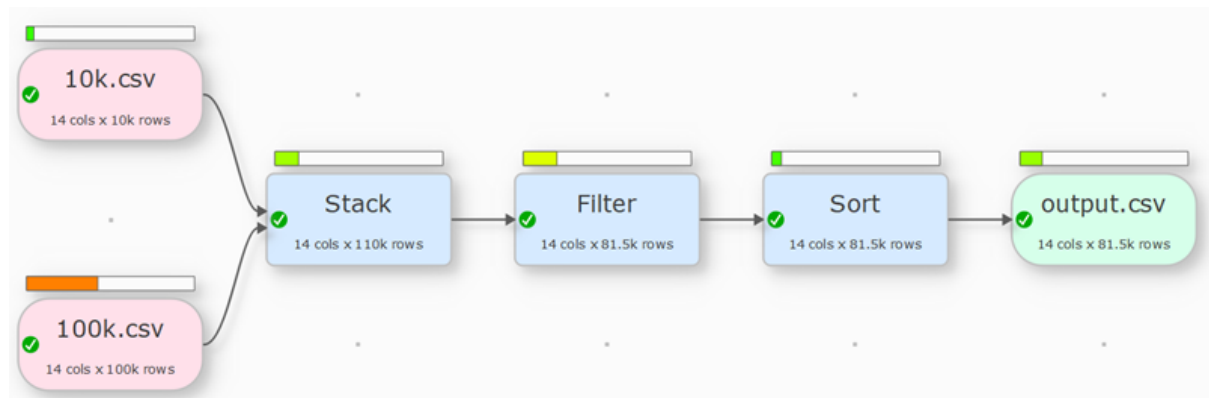 10k.csv
14 cols x 10k rows
100k.csv
14 cols x 100k rows
Stack
14 cols x 110k rows
Filter
14 cols x 81.5k rows
Sort
14 cols x 81.5k rows
output.csv
14 cols x 81.5k rows